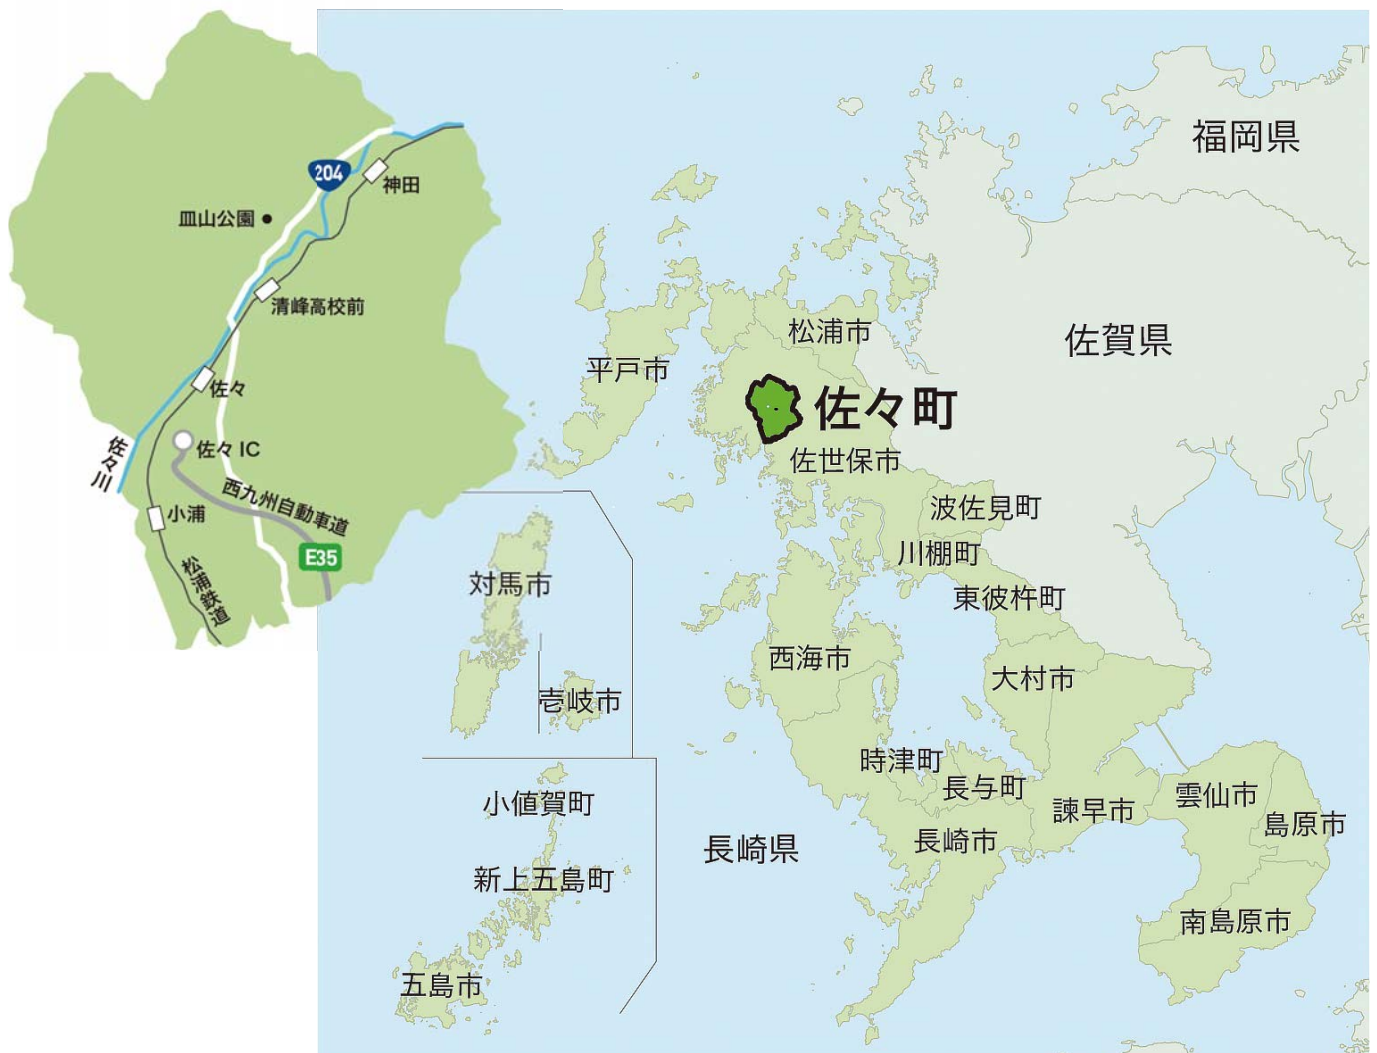 204
神田
皿山公園
清峰高校前
佐々
佐々川
佐々 IC
西九州自動車道
小浦
E35
松浦鉄道
福岡県
佐賀県
松浦市
平戸市
佐々町
佐世保市
波佐見町
川棚町
東彼杵町
対馬市
西海市
大村市
壱岐市
時津町
長与町
小値賀町
諫早市
雲仙市
島原市
長崎市
長崎県
新上五島町
南島原市
五島市